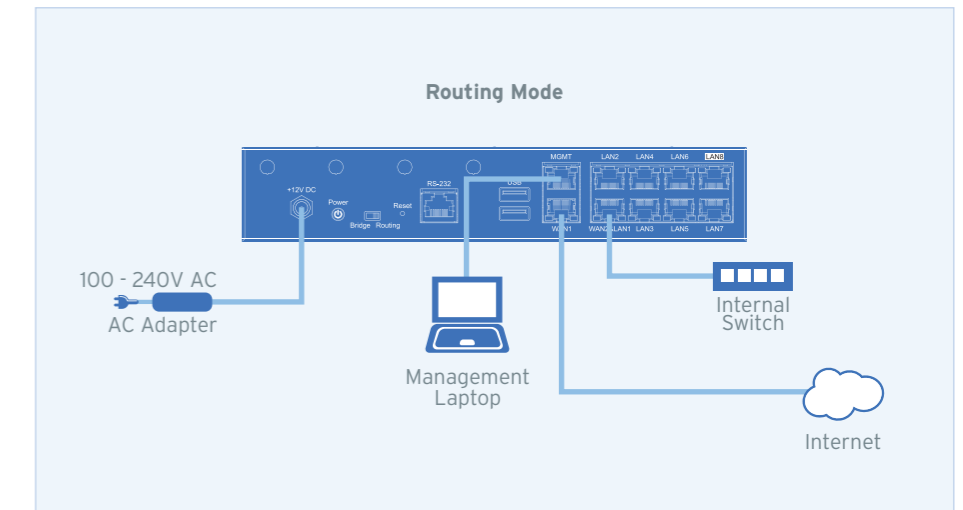 Routing Mode
MGMT LAN2 LAN4 LAN6 LAN8
+12V DC
Power
Reset
RS-232
USB
Bridge Routing
WAN1 WAN2/LAN1 LAN3 LAN5 LAN7
100 - 240V AC
AC Adapter
Management
Laptop
Internal
Switch
Internet